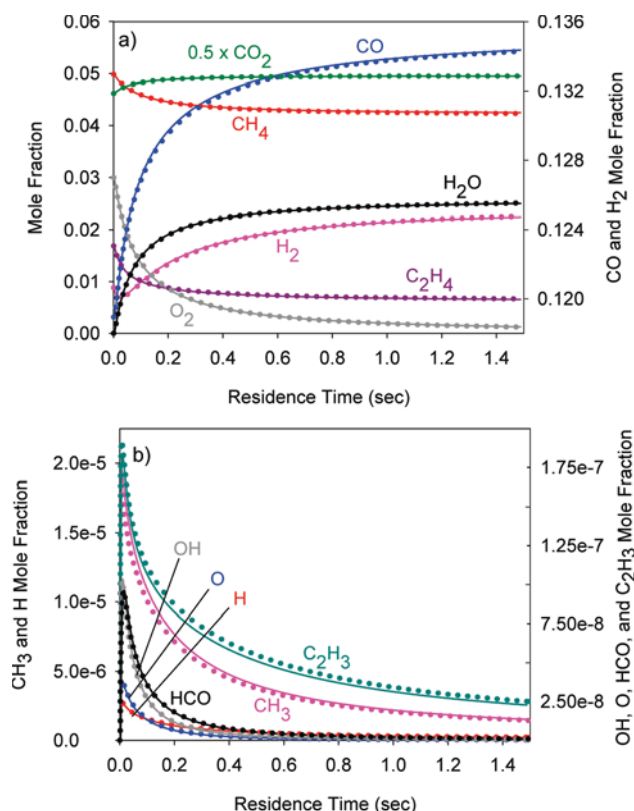 a)
0.06
0.05
0.04
0.03
0.02
0.01
0.00
Mole Fraction
0.136
0.132
0.128
0.124
0.120
CO and H2 Mole Fraction
0.5 x CO2
CO
CH4
H2O
H2
C2H4
O2
0.0 0.2 0.4 0.6 0.8 1.0 1.2 1.4
Residence Time (sec)
b)
2.0e-5
1.5e-5
1.0e-5
5.0e-6
0.0
CH3 and H Mole Fraction
1.75e-7
1.25e-7
7.50e-8
2.50e-8
OH, O, HCO, and C2H3 Mole Fraction
OH
O
H
C2H3
HCO
CH3
0.0 0.2 0.4 0.6 0.8 1.0 1.2 1.4
Residence Time (sec)